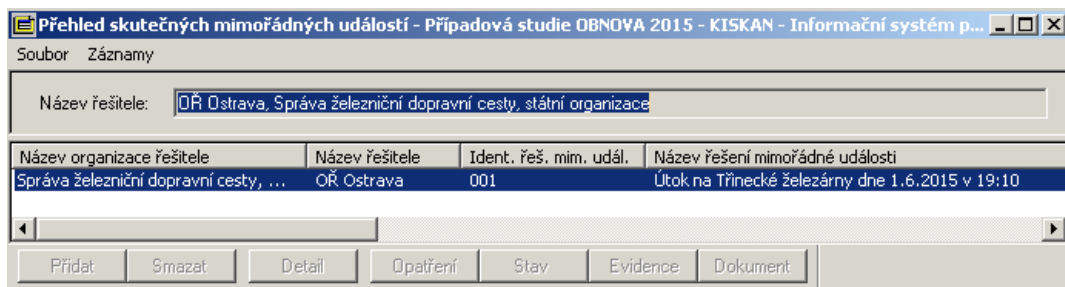 Přehled skutečných mimořádných událostí - Případová studie OBNOVA 2015 - KISKAN - Informační systém p...
Soubor Záznamy
Název řešitele: OŘ Ostrava, Správa železniční dopravní cesty, státní organizace
Název organizace řešitele Název řešitele Ident. řeš. mim. udál. Název řešení mimořádné události
Správa železniční dopravní cesty, ... OŘ Ostrava 001 Útok na Třinecké železárny dne 1.6.2015 v 19:10
Přidat Smazat Detail Opatření Stav Evidence Dokument